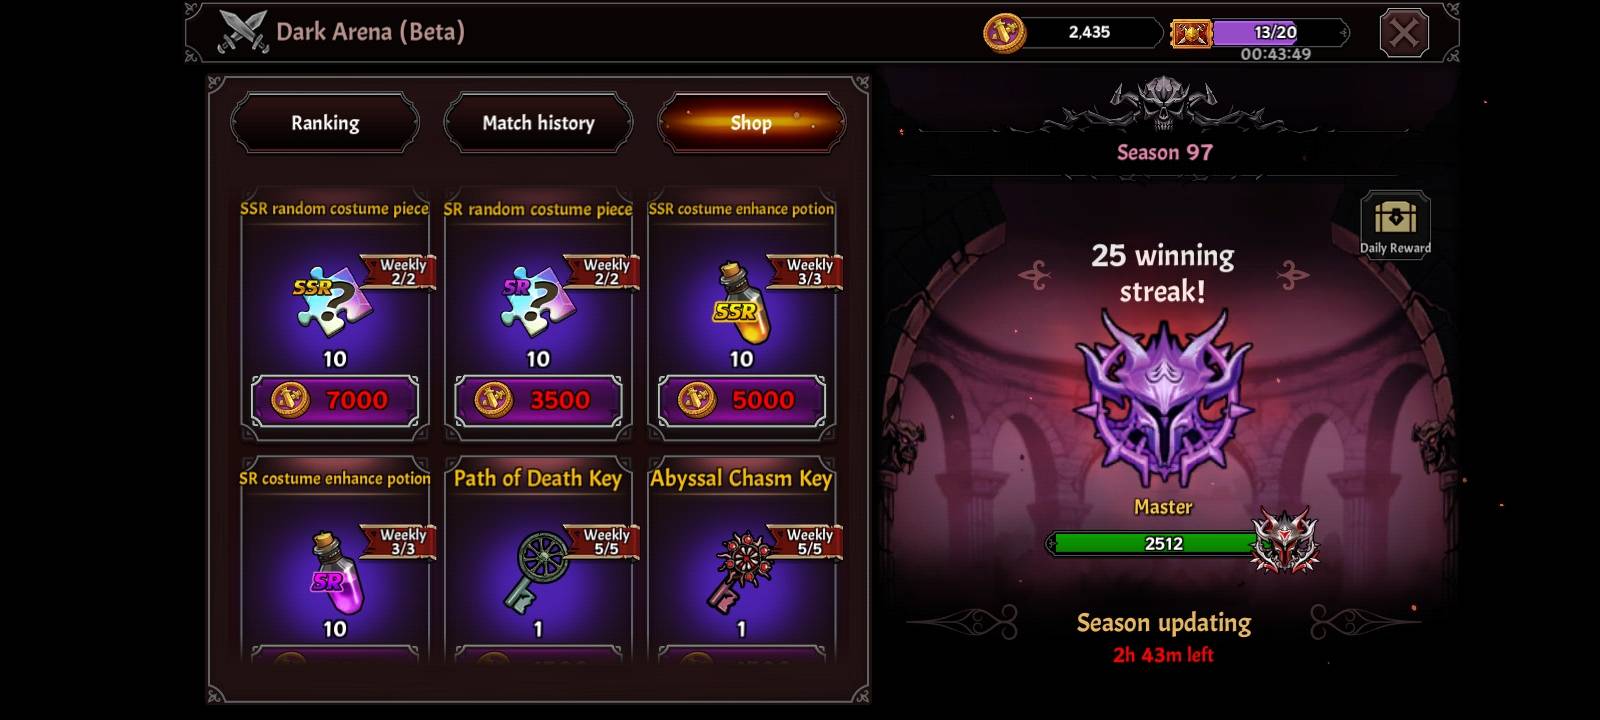 Dark Arena (Beta)
2,435
13/20
00:43:49
Ranking
Match history
Shop
SSR random costume piece
Weekly
2/2
SSR
?
10
7000
SR random costume piece
Weekly
2/2
SR
?
10
3500
SSR costume enhance potion
Weekly
3/3
SSR
10
5000
SR costume enhance potion
Weekly
3/3
SR
10
Path of Death Key
Weekly
5/5
1
Abyssal Chasm Key
Weekly
5/5
1
Season 97
Daily Reward
25 winning
streak!
Master
2512
Season updating
2h 43m left